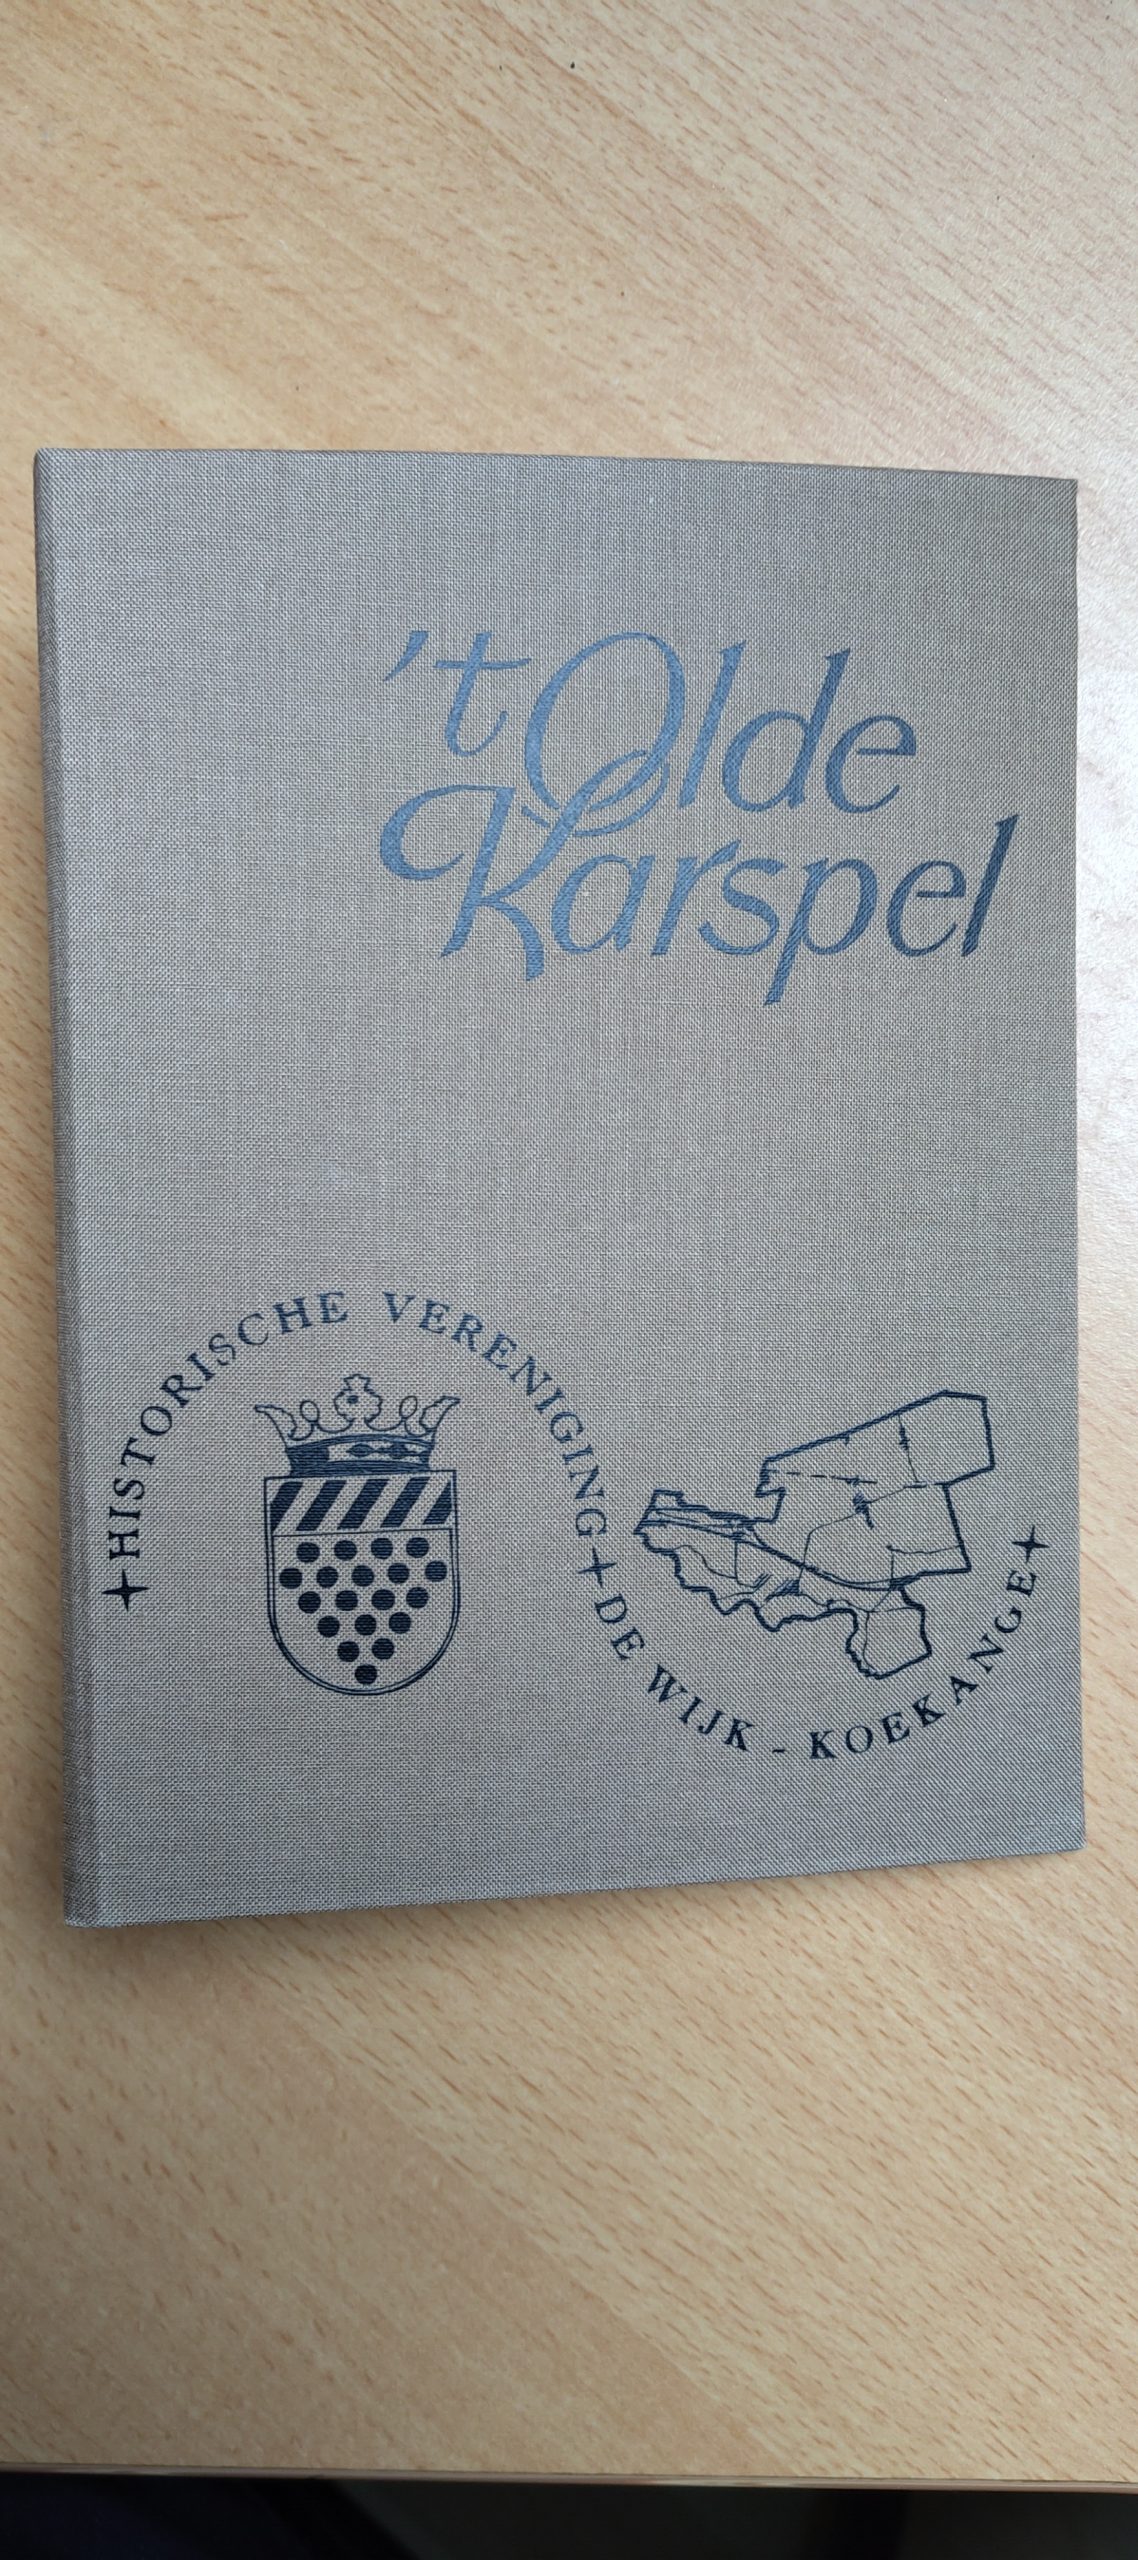 't Olde
Karspel
HISTORISCHE VERENIGING
DE WIJK - KOEKANGE